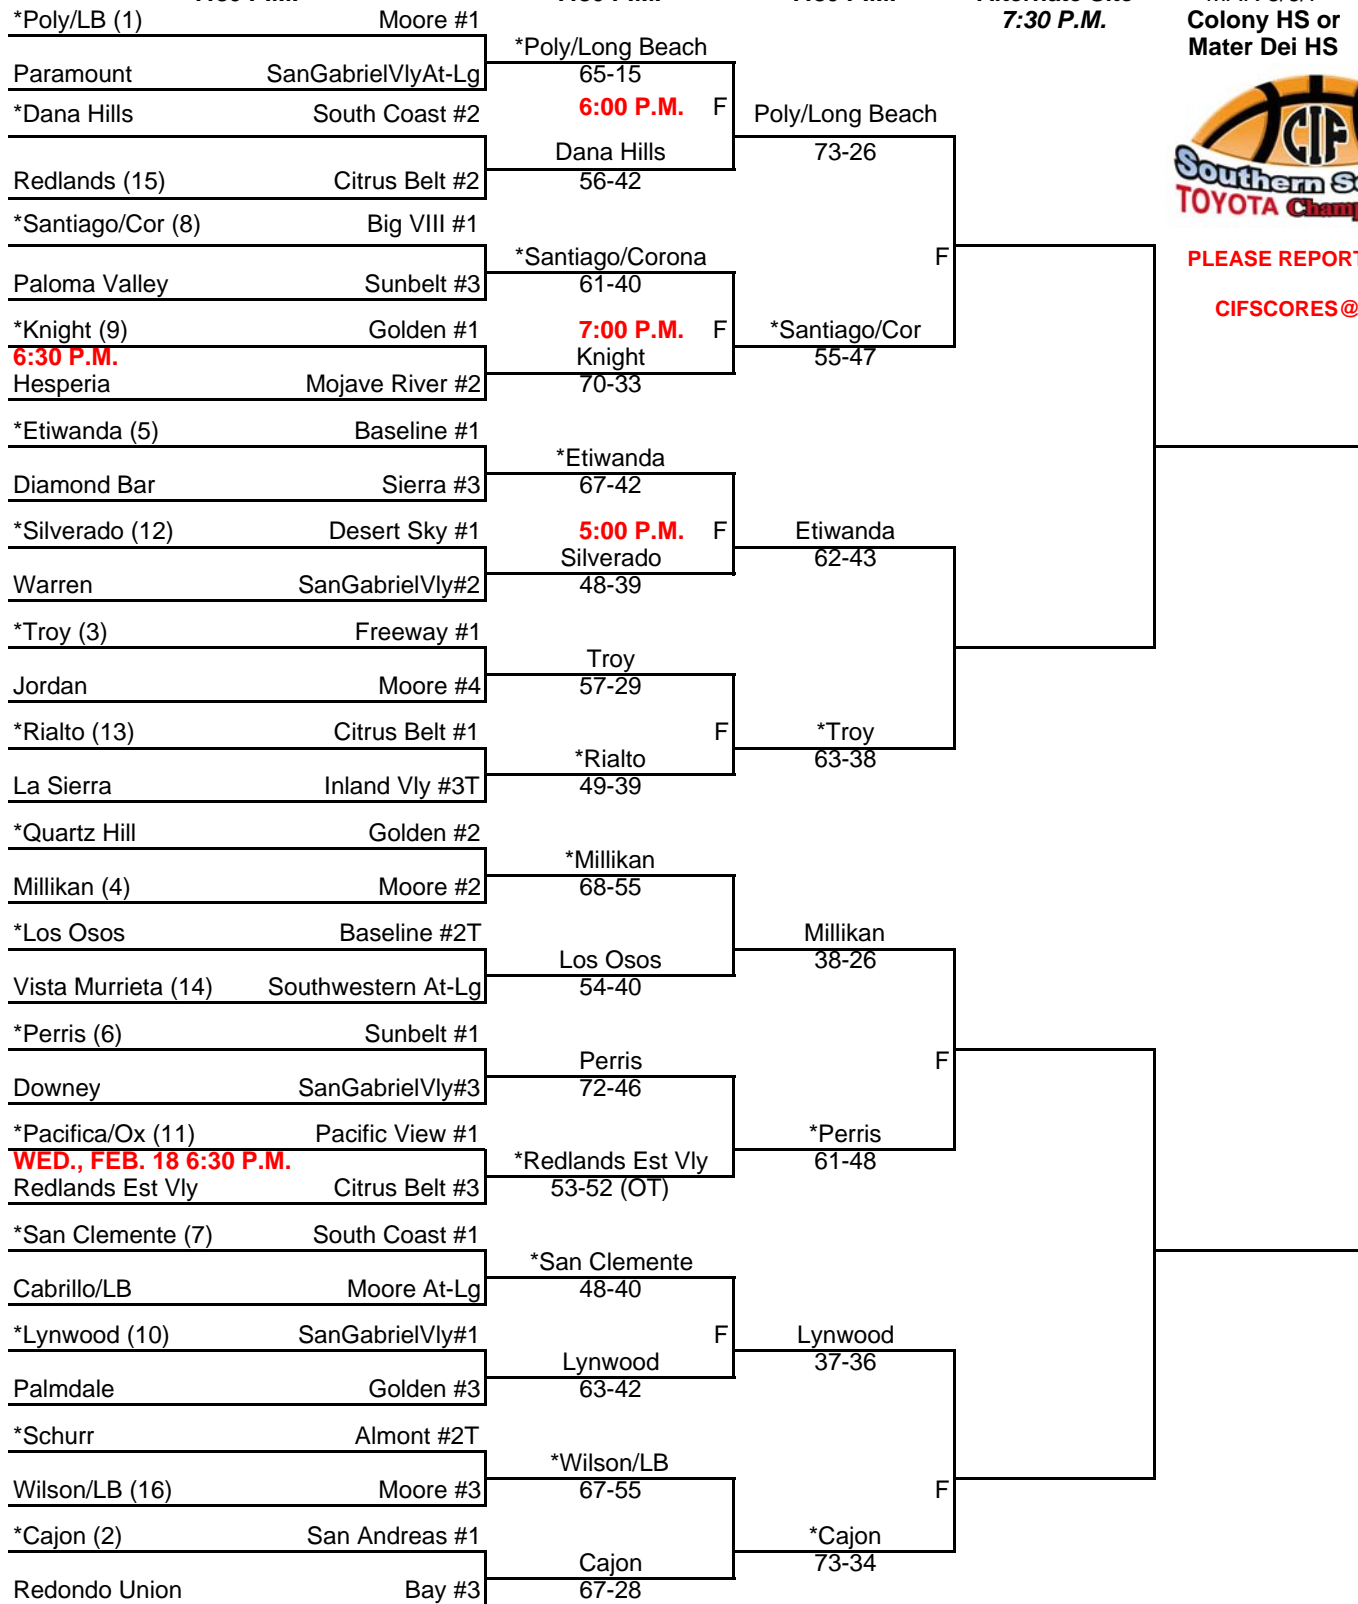 7:30 P.M.
*Poly/LB (1) Moore #1
Colony HS or
Mater Dei HS
*Poly/Long Beach
Paramount SanGabrielVlyAt-Lg 65-15
*Dana Hills South Coast #2 6:00 P.M. F Poly/Long Beach
Dana Hills 73-26
Redlands (15) Citrus Belt #2 56-42
CIF
Southern
TOYOTA
*Santiago/Cor (8) Big VIII #1
*Santiago/Corona F
PLEASE REPORT
Paloma Valley Sunbelt #3 61-40
CIFSCORES@
*Knight (9) Golden #1 7:00 P.M. F *Santiago/Cor
6:30 P.M. Knight 55-47
Hesperia Mojave River #2 70-33
*Etiwanda (5) Baseline #1
*Etiwanda
Diamond Bar Sierra #3 67-42
*Silverado (12) Desert Sky #1 5:00 P.M. F Etiwanda
Silverado 62-43
Warren SanGabrielVly#2 48-39
*Troy (3) Freeway #1
Troy
Jordan Moore #4 57-29
*Rialto (13) Citrus Belt #1 F *Troy
*Rialto 63-38
La Sierra Inland Vly #3T 49-39
*Quartz Hill Golden #2
*Millikan
Millikan (4) Moore #2 68-55
*Los Osos Baseline #2T Millikan
Los Osos 38-26
Vista Murrieta (14) Southwestern At-Lg 54-40
*Perris (6) Sunbelt #1
Perris F
Downey SanGabrielVly#3 72-46
*Pacifica/Ox (11) Pacific View #1 *Perris
WED., FEB. 18 6:30 P.M. *Redlands Est Vly 61-48
Redlands Est Vly Citrus Belt #3 53-52 (OT)
*San Clemente (7) South Coast #1
*San Clemente
Cabrillo/LB Moore At-Lg 48-40
*Lynwood (10) SanGabrielVly#1 F Lynwood
Lynwood 37-36
Palmdale Golden #3 63-42
*Schurr Almont #2T
*Wilson/LB
Wilson/LB (16) Moore #3 67-55 F
*Cajon (2) San Andreas #1 *Cajon
Cajon 73-34
Redondo Union Bay #3 67-28